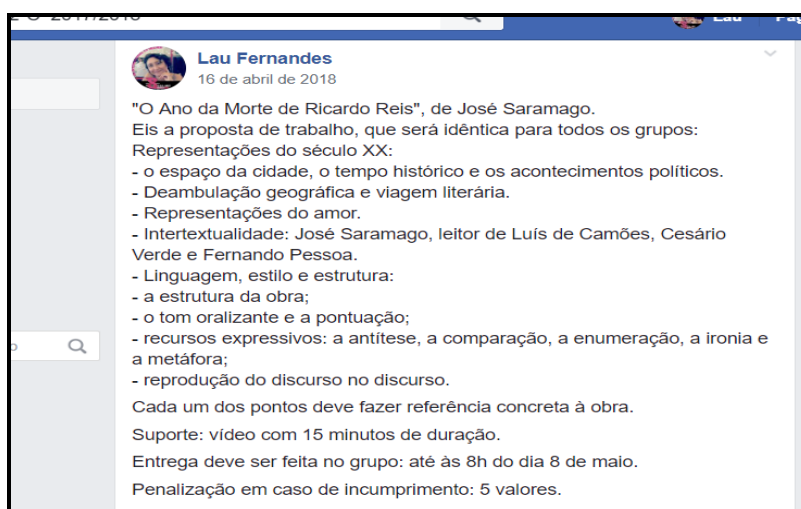 Lau
Lau Fernandes
16 de abril de 2018
"O Ano da Morte de Ricardo Reis", de José Saramago.
Eis a proposta de trabalho, que será idêntica para todos os grupos:
Representações do século XX:
- o espaço da cidade, o tempo histórico e os acontecimentos políticos.
- Deambulação geográfica e viagem literária.
- Representações do amor.
- Intertextualidade: José Saramago, leitor de Luís de Camões, Cesário
Verde e Fernando Pessoa.
- Linguagem, estilo e estrutura:
- a estrutura da obra;
- o tom oralizante e a pontuação;
- recursos expressivos: a antítese, a comparação, a enumeração, a ironia e
a metáfora;
- reprodução do discurso no discurso.
Cada um dos pontos deve fazer referência concreta à obra.
Suporte: vídeo com 15 minutos de duração.
Entrega deve ser feita no grupo: até às 8h do dia 8 de maio.
Penalização em caso de incumprimento: 5 valores.